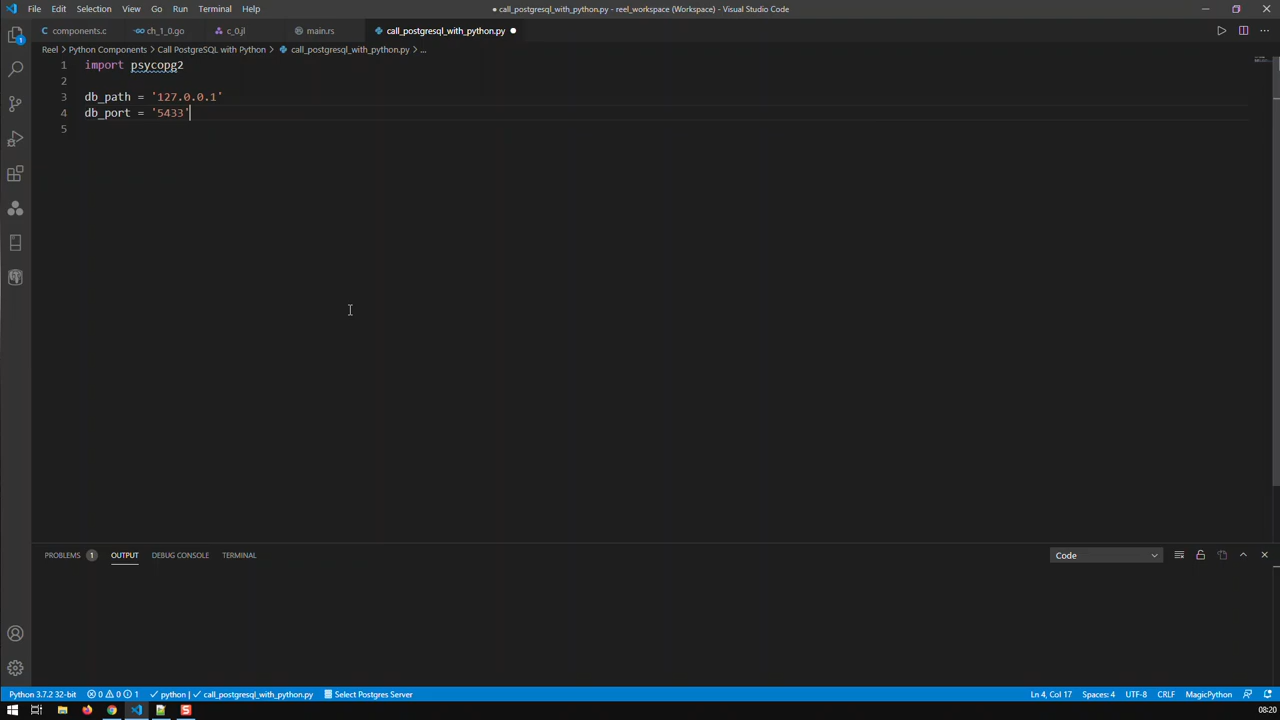 File Edit Selection View Go Run Terminal Help
● call_postgresql_with_python.py - reel_workspace (Workspace) - Visual Studio Code
components.c ch_1_0.go c_0.jl main.rs call_postgresql_with_python.py
Reel > Python Components > Call PostgreSQL with Python > call_postgresql_with_python.py > ...
1 import psycopg2
2
3 db_path = '127.0.0.1'
4 db_port = '5433'
5
1
PROBLEMS 1 OUTPUT DEBUG CONSOLE TERMINAL
Code
Python 3.7.2 32-bit 0 0 1 python | call_postgresql_with_python.py Select Postgres Server
Ln 4, Col 17 Spaces: 4 UTF-8 CRLF MagicPython
08:20